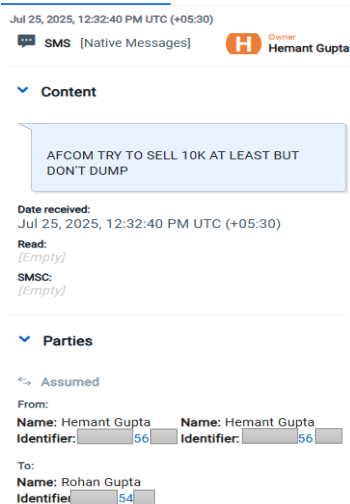 Jul 25, 2025, 12:32:40 PM UTC (+05:30)
SMS [Native Messages]
H
Owner
Hemant Gupta
Content
AFCOM TRY TO SELL 10K AT LEAST BUT
DON'T DUMP
Date received:
Jul 25, 2025, 12:32:40 PM UTC (+05:30)
Read:
[Empty]
SMSC:
[Empty]
Parties
Assumed
From:
Name: Hemant Gupta Name: Hemant Gupta
Identifier: 56 Identifier: 56
To:
Name: Rohan Gupta
Identifier 54